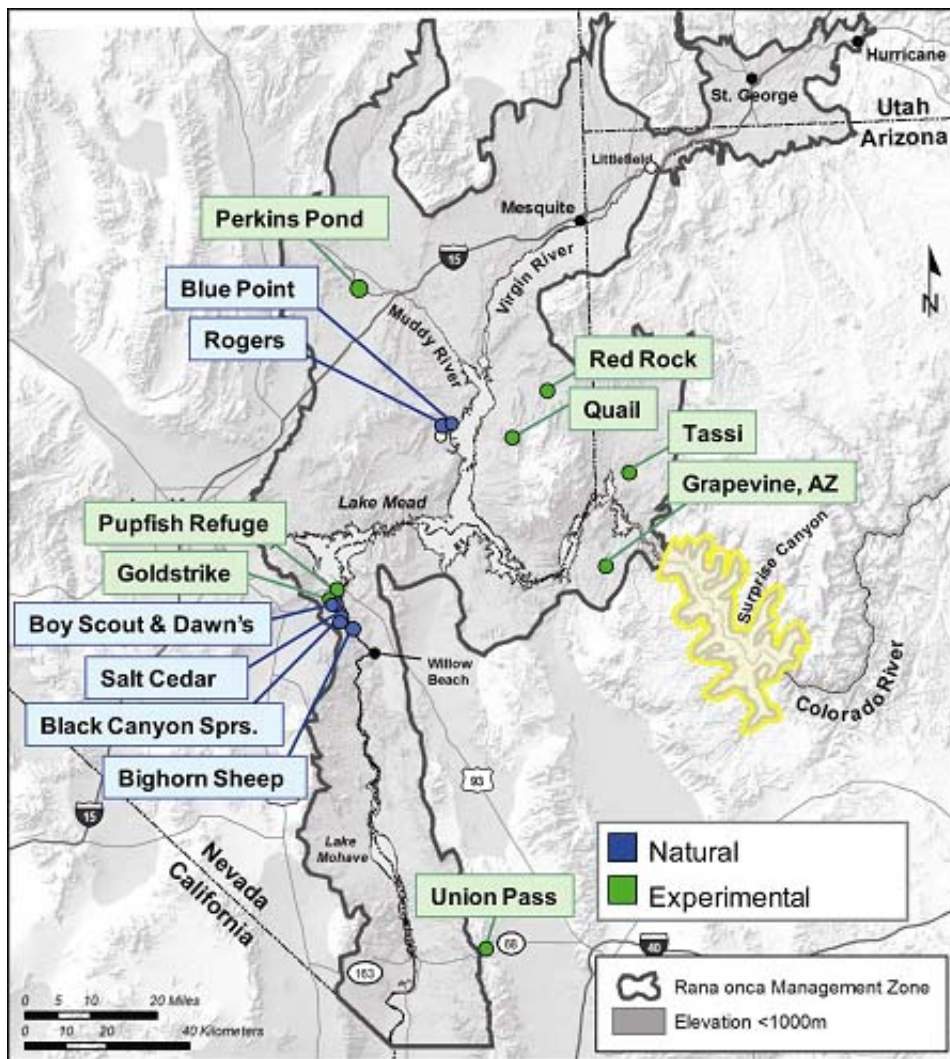 Hurricane
St. George
Utah
Arizona
Littlefield
Mesquite
Perkins Pond
15
Virgin River
N
Blue Point
Rogers
Muddy River
Red Rock
Quail
Tassi
Grapevine, AZ
Lake Mead
Pupfish Refuge
Goldstrike
Surprise Canyon
Boy Scout & Dawn's
Salt Cedar
Willow
Beach
Colorado River
Black Canyon Sprs.
Bighorn Sheep
93
15
Nevada
California
Lake
Mohave
Natural
Experimental
Union Pass
68
40
163
Rana onca Management Zone
Elevation <1000m
0 5 10 20 Miles
0 10 20 40 Kilometers